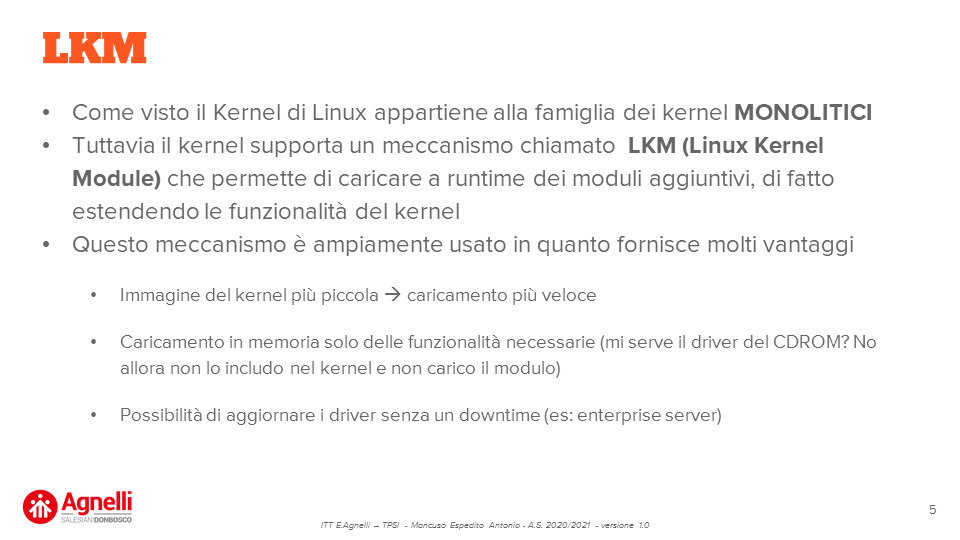 LKM
• Come visto il Kernel di Linux appartiene alla famiglia dei kernel MONOLITICI
• Tuttavia il kernel supporta un meccanismo chiamato LKM (Linux Kernel
Module) che permette di caricare a runtime dei moduli aggiuntivi, di fatto
estendendo le funzionalità del kernel
• Questo meccanismo è ampiamente usato in quanto fornisce molti vantaggi
• Immagine del kernel più piccola → caricamento più veloce
• Caricamento in memoria solo delle funzionalità necessarie (mi serve il driver del CDROM? No
allora non lo includo nel kernel e non carico il modulo)
• Possibilità di aggiornare i driver senza un downtime (es: enterprise server)
Agnelli
SALESIANIDONBOSCO
ITT E.Agnelli – TPSI - Mancuso Espedito Antonio - A.S. 2020/2021 - versione 1.0
5